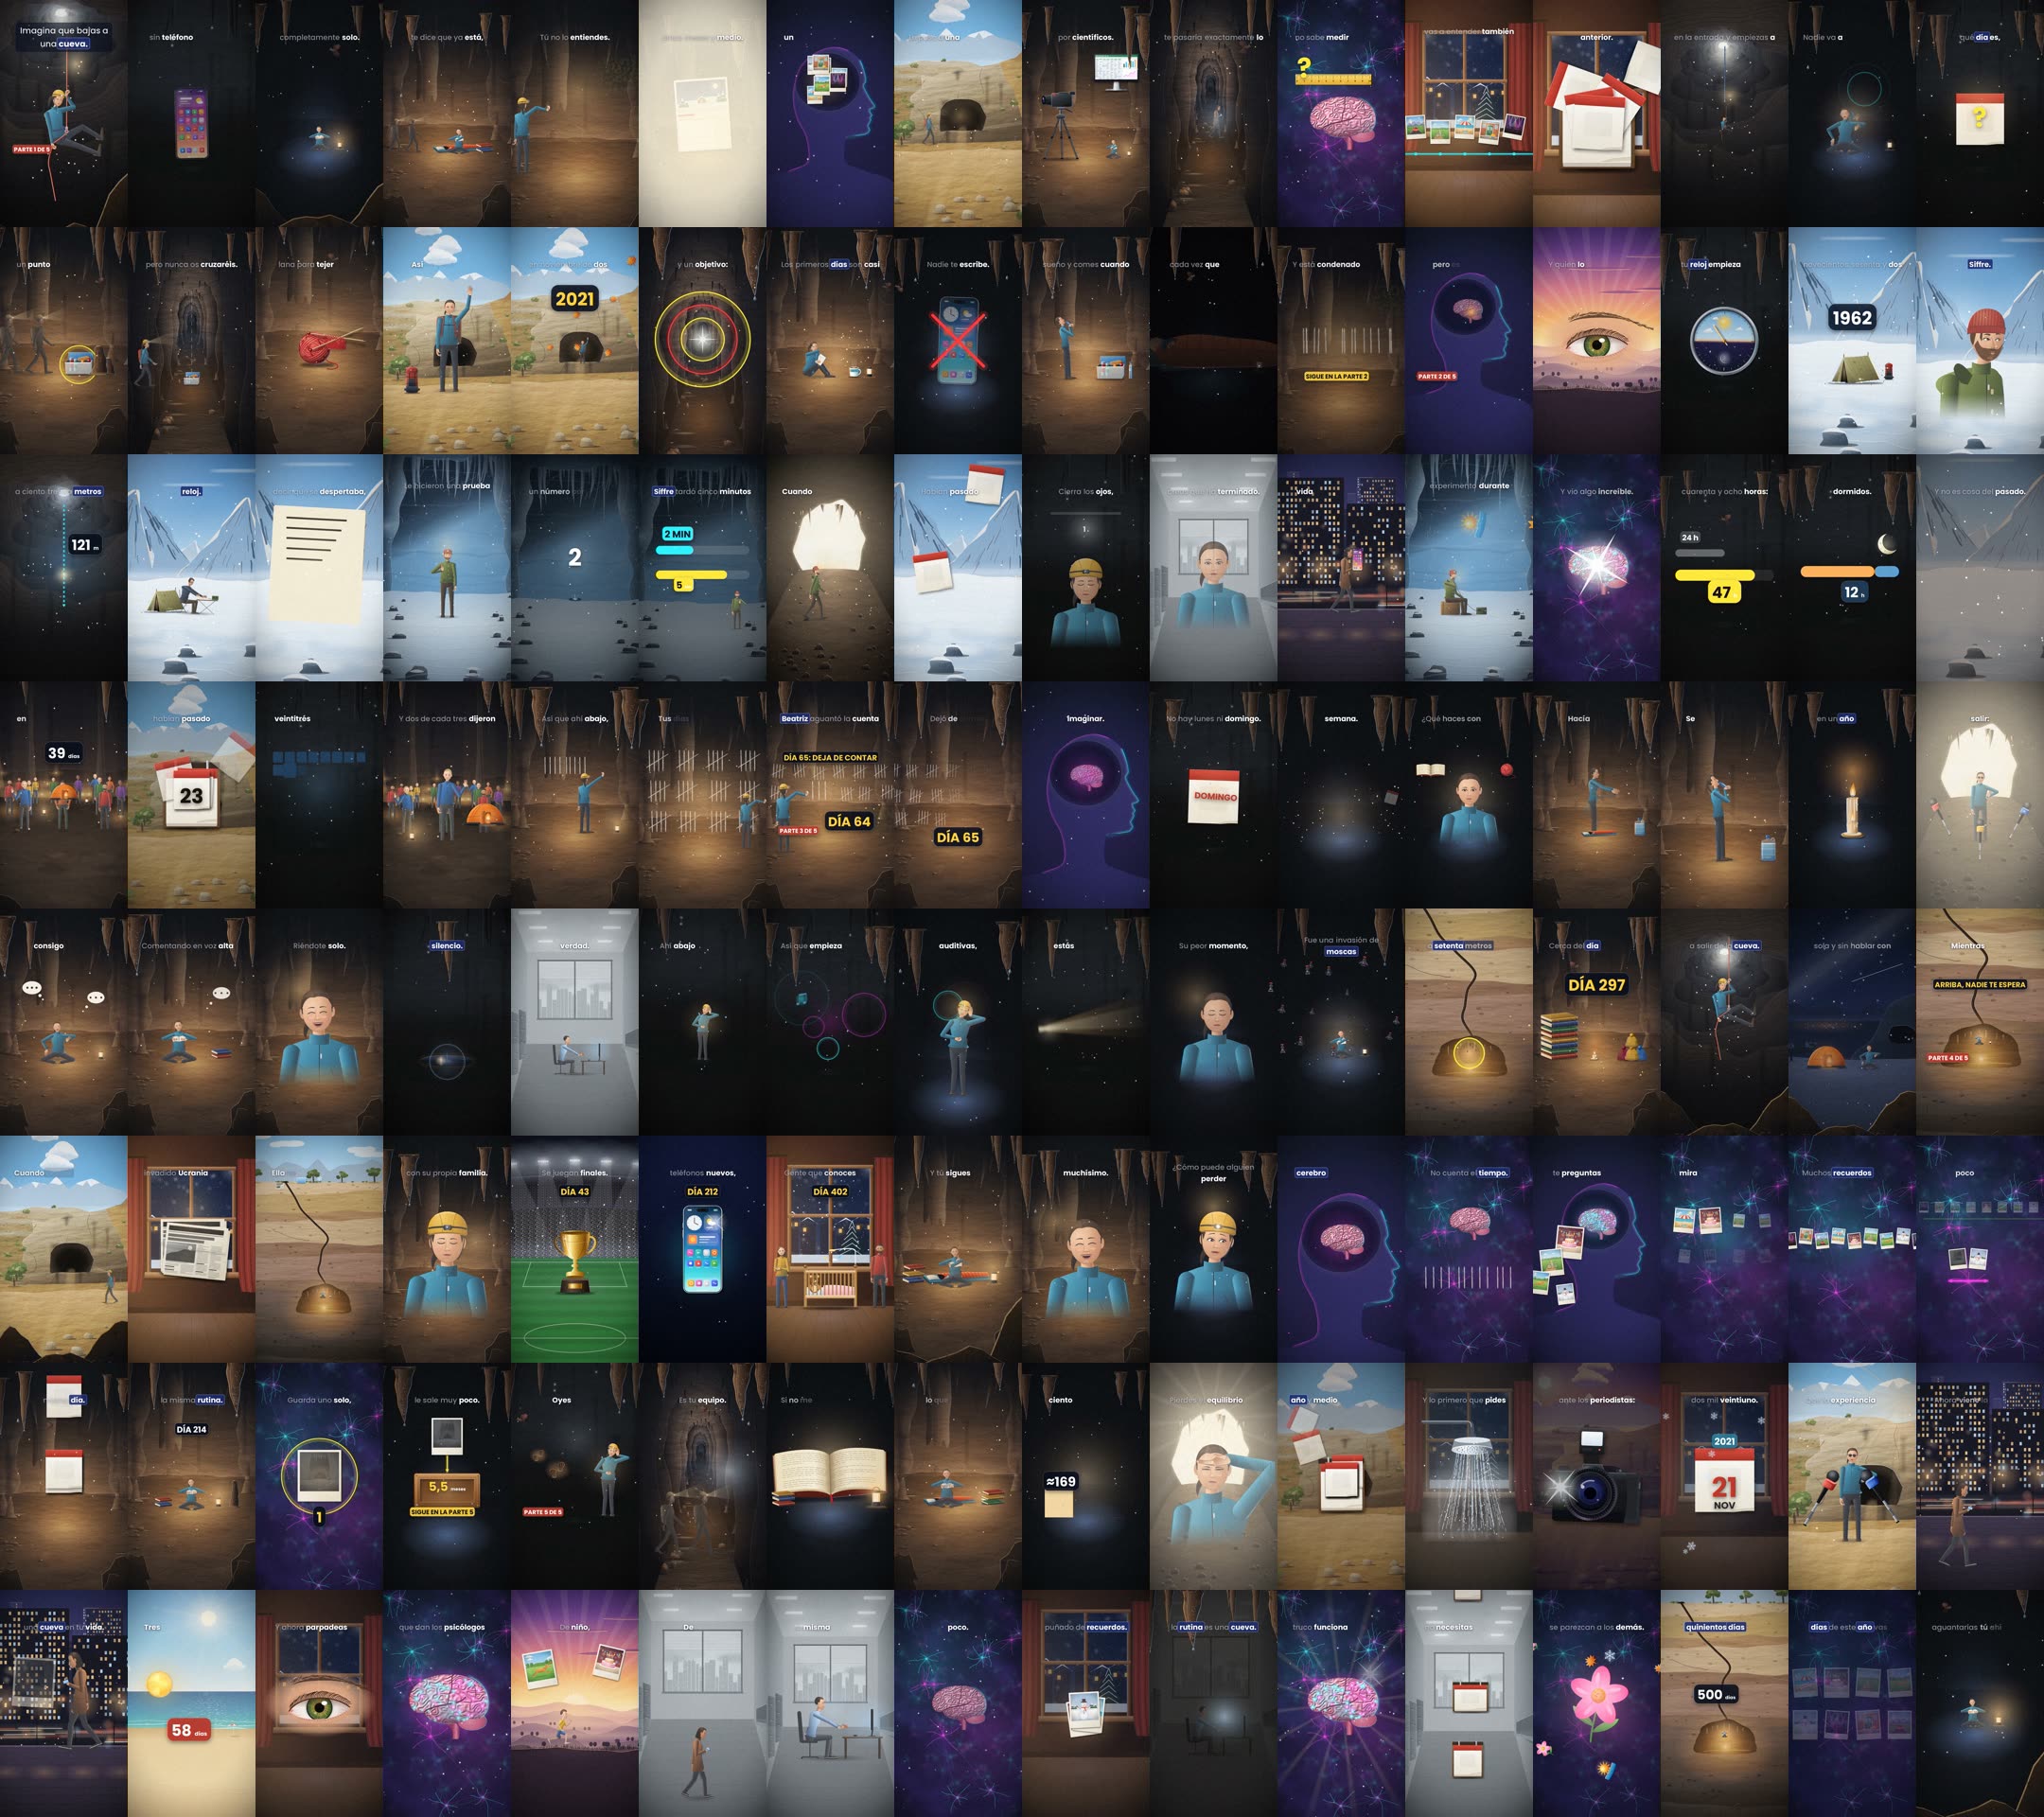 Imagina que bajas a
una cueva.
PARTE 1 DE 5
sin teléfono
completamente solo.
te dice que ya está,
Tú no lo entiendes.
medio.
un
una
por científicos.
te pasaría exactamente lo
no sabe medir
?
vas a entender también
anterior.
en la entrada y empiezas a
Nadie va a
qué día es,
?
un punto
pero nunca os cruzaréis.
lana para tejer
Así
dos
2021
y un objetivo:
Los primeros días son casi
Nadie te escribe.
sueño y comes cuando
cada vez que
Y está condenado
SIGUE EN LA PARTE 2
pero
PARTE 2 DE 5
Y quien lo
tu reloj empieza
dos
1962
Siffre.
metros
121 m
reloj.
despertaba,
Le hicieron una prueba
un número
2
Siffre tardó cinco minutos
2 MIN
5
Cuando
pasado
Cierra los ojos,
1
terminado.
vida
experimento durante
Y vio algo increíble.
cuarenta y ocho horas:
24 h
47
dormidos.
12 h
Y no es cosa del pasado.
en
39 días
habían pasado
23
veintitrés
Y dos de cada tres dijeron
Así que ahí abajo,
Tus días
Beatriz aguantó la cuenta
DÍA 65: DEJA DE CONTAR
DÍA 64
PARTE 3 DE 5
Dejó de
DÍA 65
imaginar.
No hay lunes ni domingo.
DOMINGO
semana.
¿Qué haces con
Hacía
Se
en un año
salir:
consigo
Comentando en voz alta
Riéndote solo.
silencio.
verdad.
Ahí abajo
Así que empieza
auditivas,
estás
Su peor momento,
Fue una invasión de
moscas
a setenta metros
Cerca del día
DÍA 297
a salir de la cueva.
sola y sin hablar con
Mientras
ARRIBA, NADIE TE ESPERA
PARTE 4 DE 5
Cuando
invadido Ucrania
Ella
con su propia familia.
Se juegan finales.
DÍA 43
teléfonos nuevos,
DÍA 212
Gente que conoces
DÍA 402
Y tú sigues
muchísimo.
¿Cómo puede alguien
perder
cerebro
No cuenta el tiempo.
te preguntas
mira
Muchos recuerdos
poco
día.
la misma rutina.
DÍA 214
Guarda uno solo,
1
le sale muy poco.
5,5 meses
SIGUE EN LA PARTE 5
Oyes
PARTE 5 DE 5
Es tu equipo.
Si no
lo que
ciento
≈169
equilibrio
año y medio
Y lo primero que pides
ante los periodistas:
dos mil veintiuno.
2021
21
NOV
experiencia
una cueva en tu vida.
Tres
58 días
Y ahora parpadeas
que dan los psicólogos
De niño,
De
misma
poco.
puñado de recuerdos.
la rutina es una cueva.
truco funciona
necesitas
se parezcan a los demás.
quinientos días
500 días
días de este año vas
aguantarías tú ahí